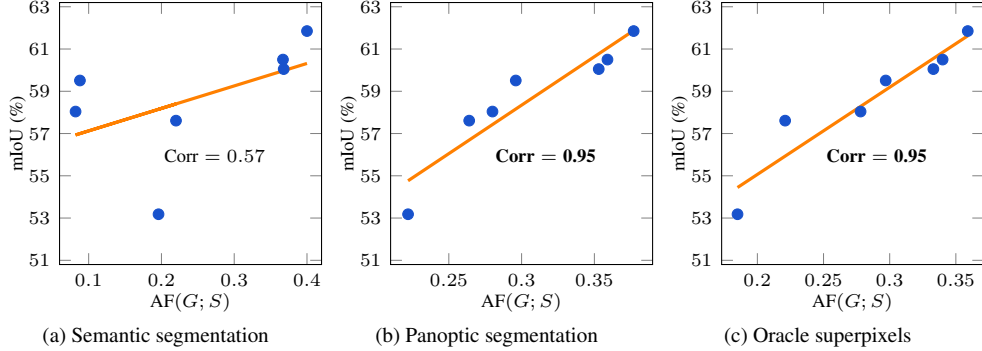 63
61
59
57
55
53
51
mIoU (%)
Corr = 0.57
0.1
0.2
0.3
0.4
AF(G; S)
(a) Semantic segmentation
63
61
59
57
55
53
51
mIoU (%)
Corr = 0.95
0.25
0.3
0.35
AF(G; S)
(b) Panoptic segmentation
63
61
59
57
55
53
51
mIoU (%)
Corr = 0.95
0.2
0.25
0.3
0.35
AF(G; S)
(c) Oracle superpixels